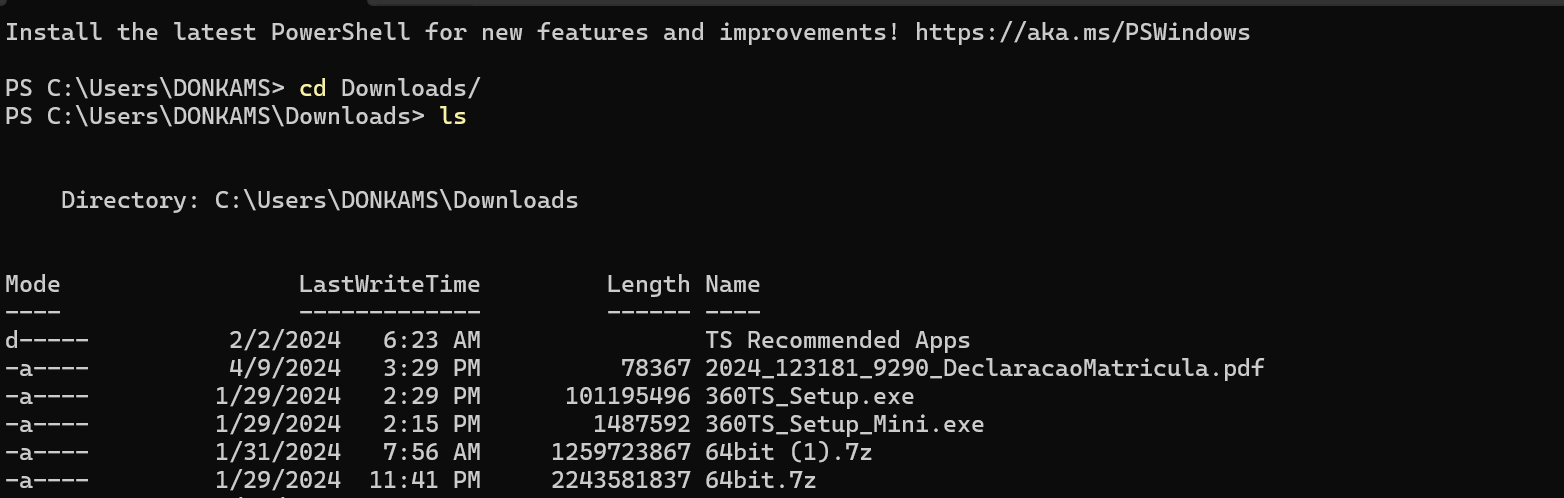 Install the latest PowerShell for new features and improvements! https://aka.ms/PSWindows
PS C:\Users\DONKAMS> cd Downloads/
PS C:\Users\DONKAMS\Downloads> ls
Directory: C:\Users\DONKAMS\Downloads
Mode LastWriteTime Length Name
---- ------------- ------ ----
d----- 2/2/2024 6:23 AM TS Recommended Apps
-a---- 4/9/2024 3:29 PM 78367 2024_123181_9290_DeclaracaoMatricula.pdf
-a---- 1/29/2024 2:29 PM 101195496 360TS_Setup.exe
-a---- 1/29/2024 2:15 PM 1487592 360TS_Setup_Mini.exe
-a---- 1/31/2024 7:56 AM 1259723867 64bit (1).7z
-a---- 1/29/2024 11:41 PM 2243581837 64bit.7z